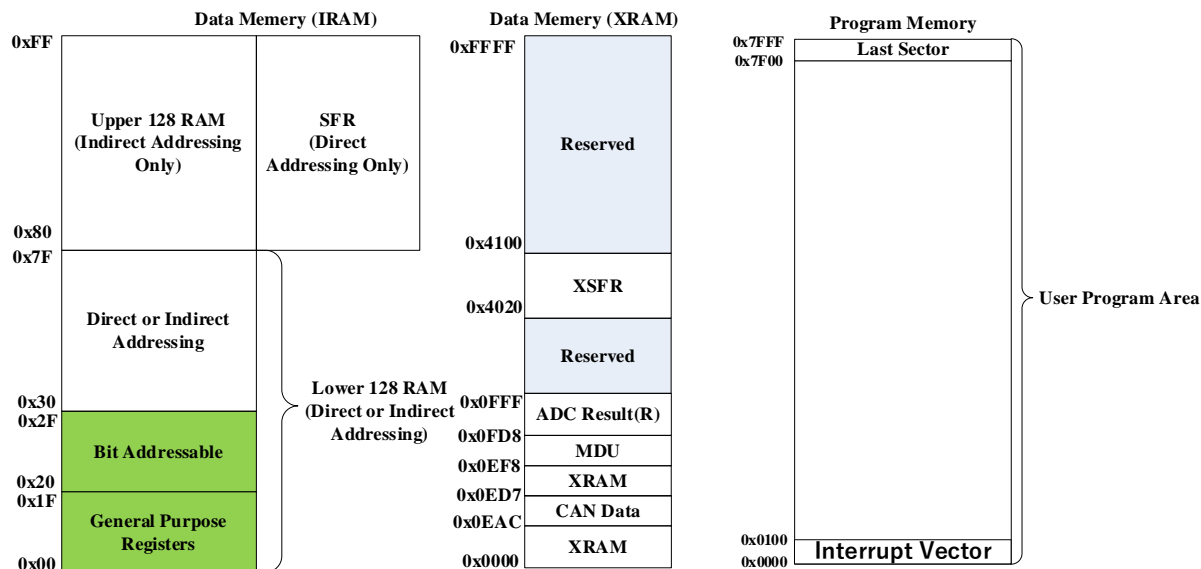 Data Memery (IRAM)
0xFF
Upper 128 RAM
(Indirect Addressing
Only)
SFR
(Direct
Addressing Only)
0x80
0x7F
Direct or Indirect
Addressing
0x30
0x2F
Bit Addressable
0x20
0x1F
General Purpose
Registers
0x00
Lower 128 RAM
(Direct or Indirect
Addressing)
Data Memery (XRAM)
0xFFFF
Reserved
0x4100
XSFR
0x4020
Reserved
0x0FFF
ADC Result(R)
0x0FD8
MDU
0x0EF8
XRAM
0x0ED7
CAN Data
0x0EAC
XRAM
0x0000
Program Memory
0x7FFF
Last Sector
0x7F00
User Program Area
0x0100
Interrupt Vector
0x0000